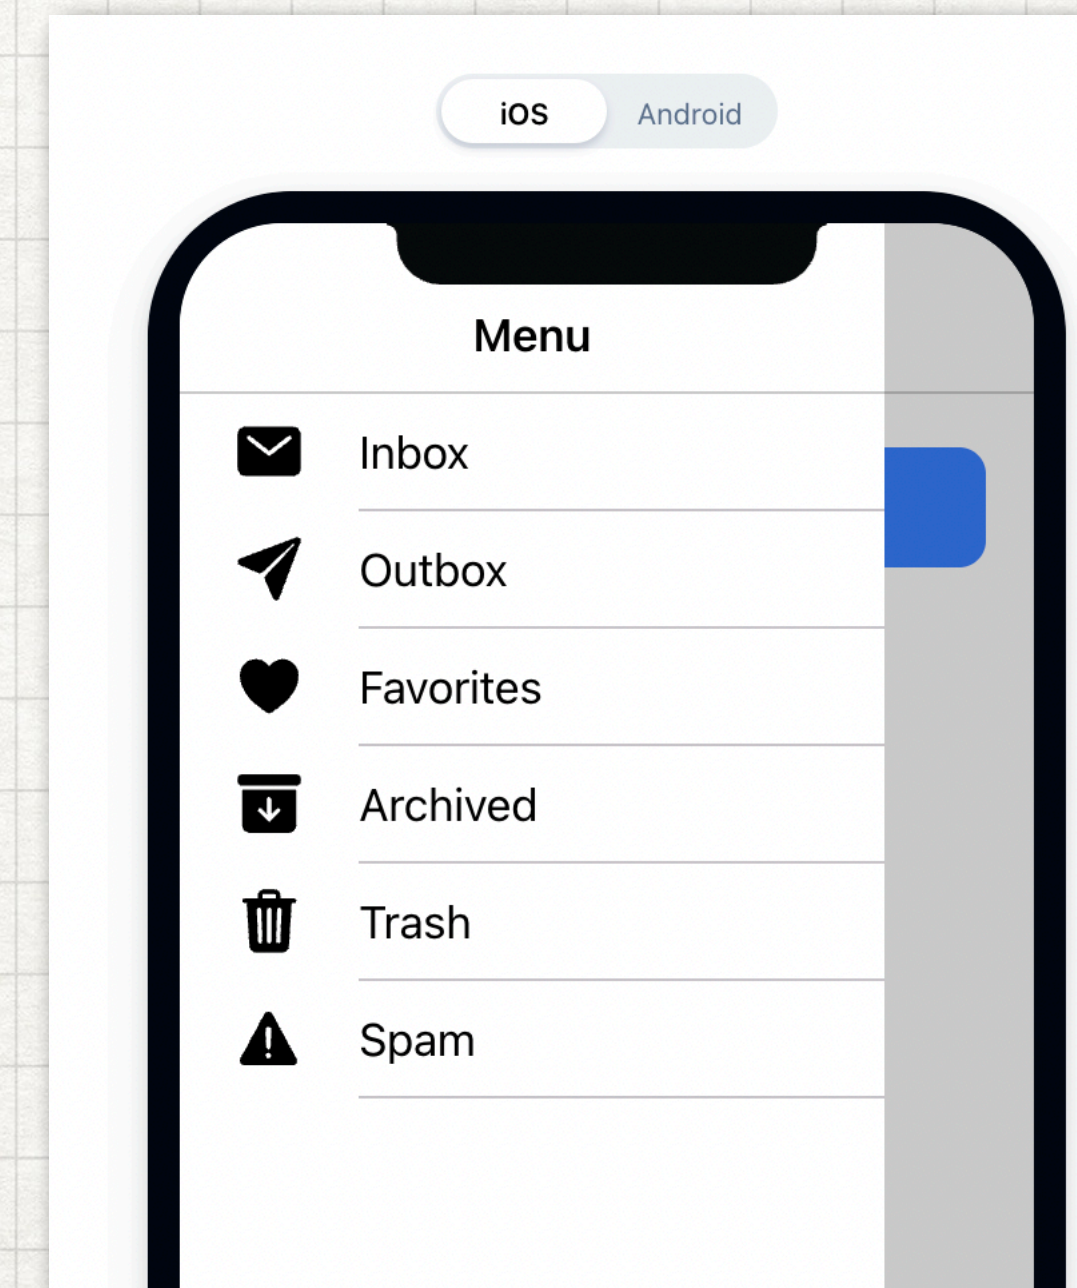 iOS Android
Menu
Inbox
Outbox
Favorites
Archived
Trash
Spam